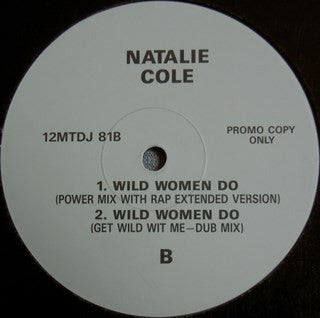 NATALIE
COLE
12MTDJ 81B
PROMO COPY
ONLY
1. WILD WOMEN DO
(POWER MIX WITH RAP EXTENDED VERSION)
2. WILD WOMEN DO
(GET WILD WIT ME—DUB MIX)
B